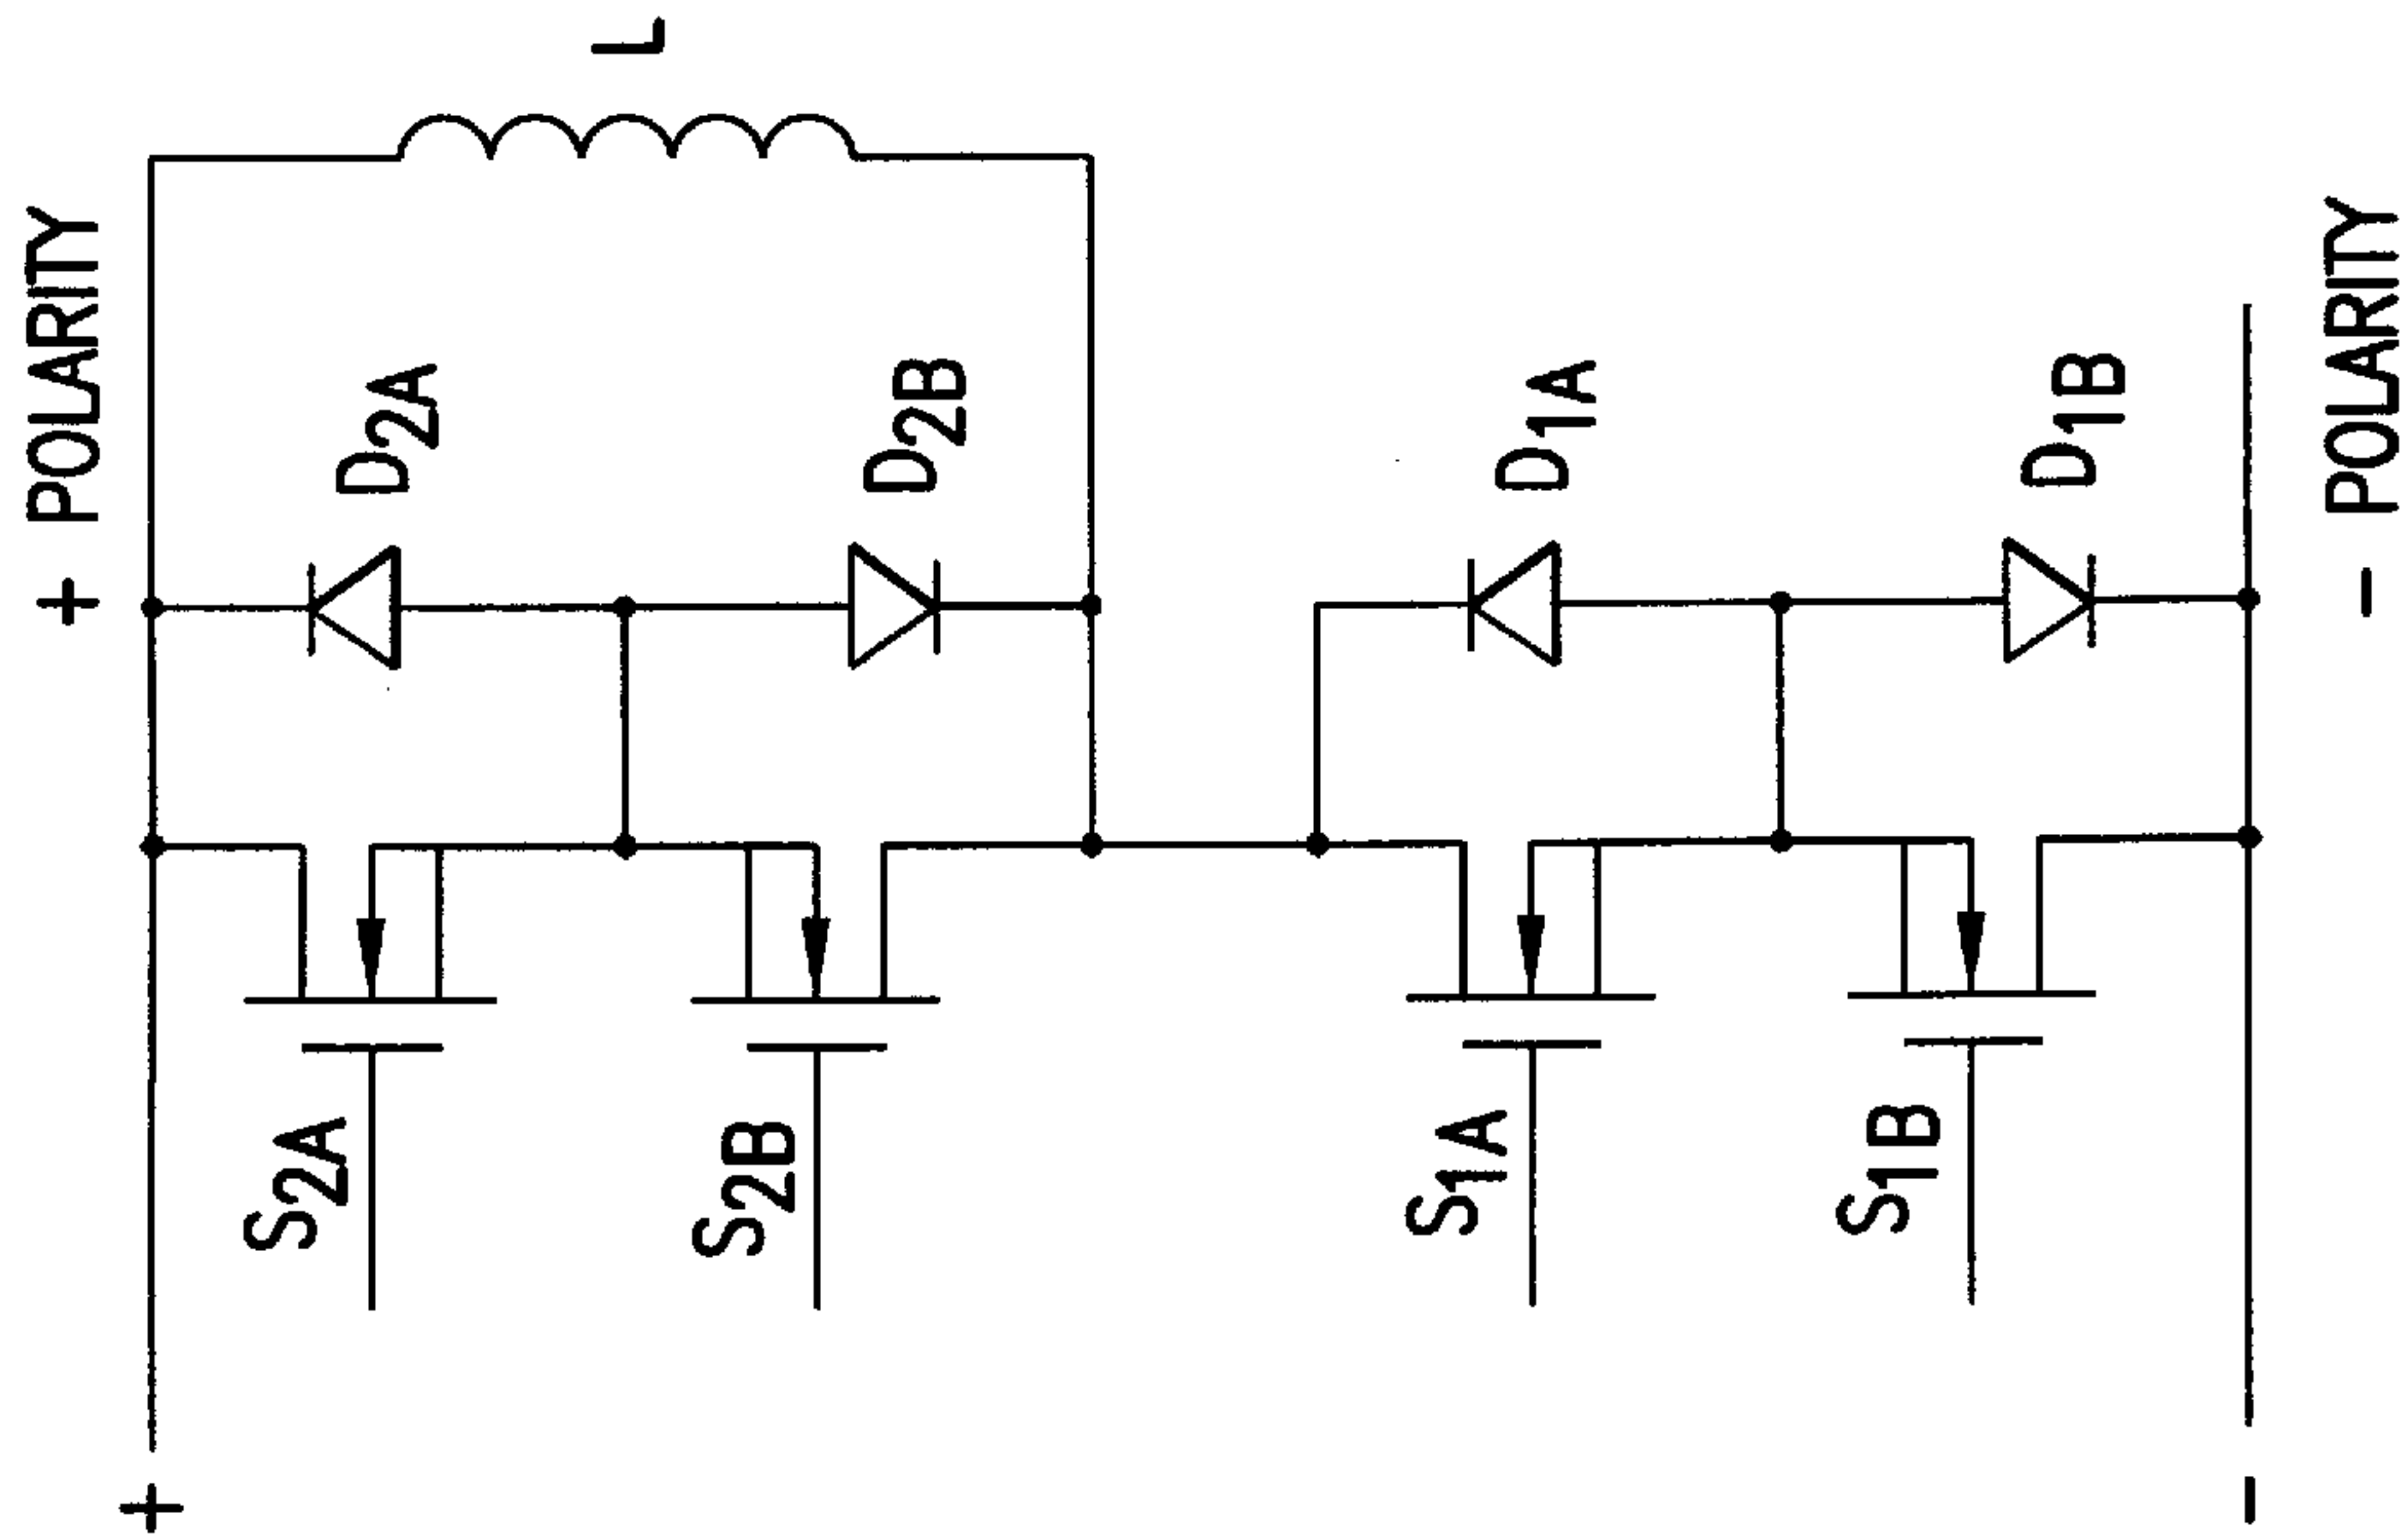 L
+ POLARITY
D2A
D2B
D1A
D1B
- POLARITY
S2A
S2B
S1A
S1B
+
-